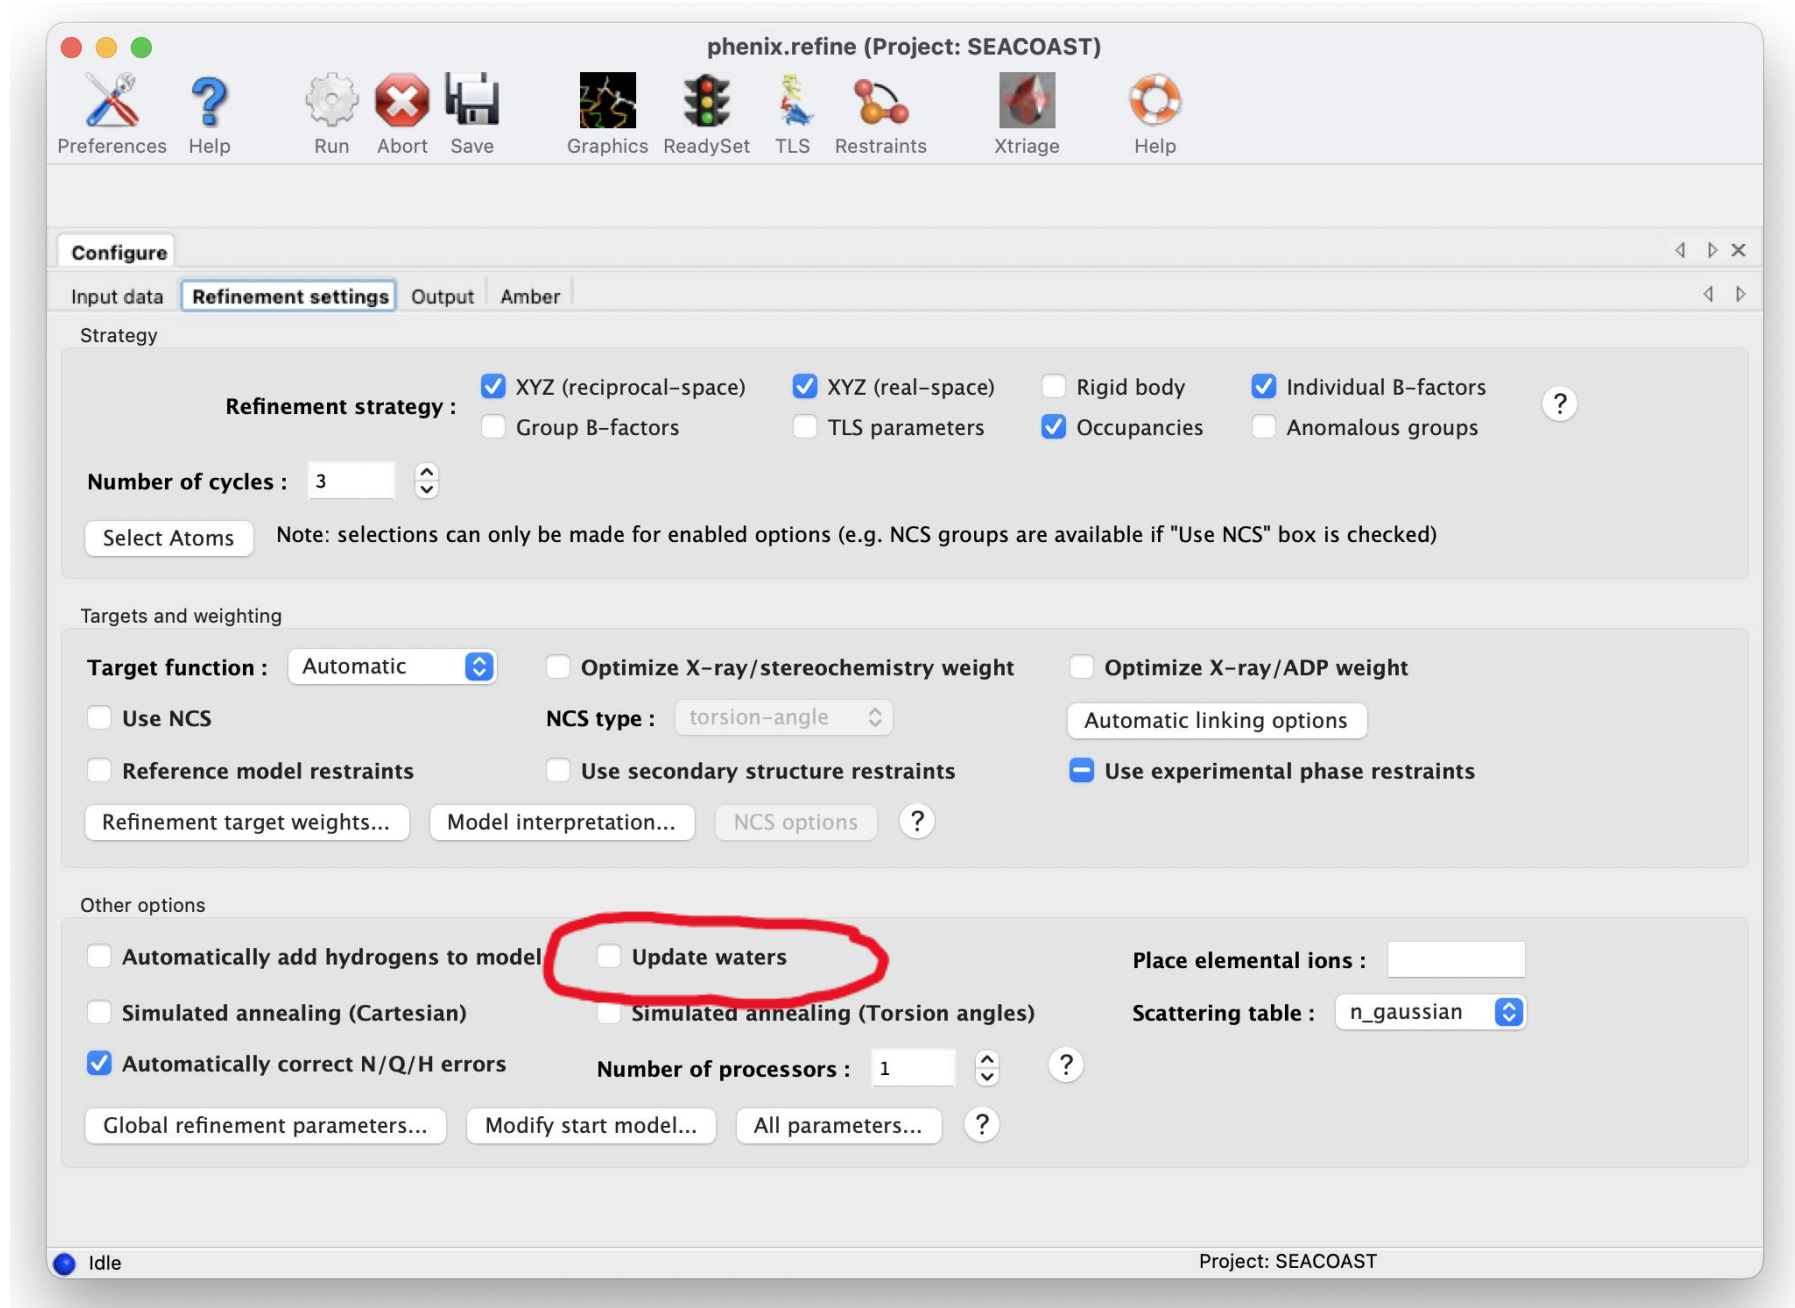 phenix.refine (Project: SEACOAST)
Preferences Help Run Abort Save Graphics ReadySet TLS Restraints Xtriage Help
Configure
Input data Refinement settings Output Amber
Strategy
Refinement strategy : XYZ (reciprocal-space) XYZ (real-space) Rigid body Individual B-factors ?
Group B-factors TLS parameters Occupancies Anomalous groups
Number of cycles : 3
Select Atoms Note: selections can only be made for enabled options (e.g. NCS groups are available if "Use NCS" box is checked)
Targets and weighting
Target function : Automatic Optimize X-ray/stereochemistry weight Optimize X-ray/ADP weight
Use NCS NCS type : torsion-angle Automatic linking options
Reference model restraints Use secondary structure restraints Use experimental phase restraints
Refinement target weights... Model interpretation... NCS options ?
Other options
Automatically add hydrogens to model Update waters Place elemental ions :
Simulated annealing (Cartesian) Simulated annealing (Torsion angles) Scattering table : n_gaussian
Automatically correct N/Q/H errors Number of processors : 1 ?
Global refinement parameters... Modify start model... All parameters... ?
Idle Project: SEACOAST